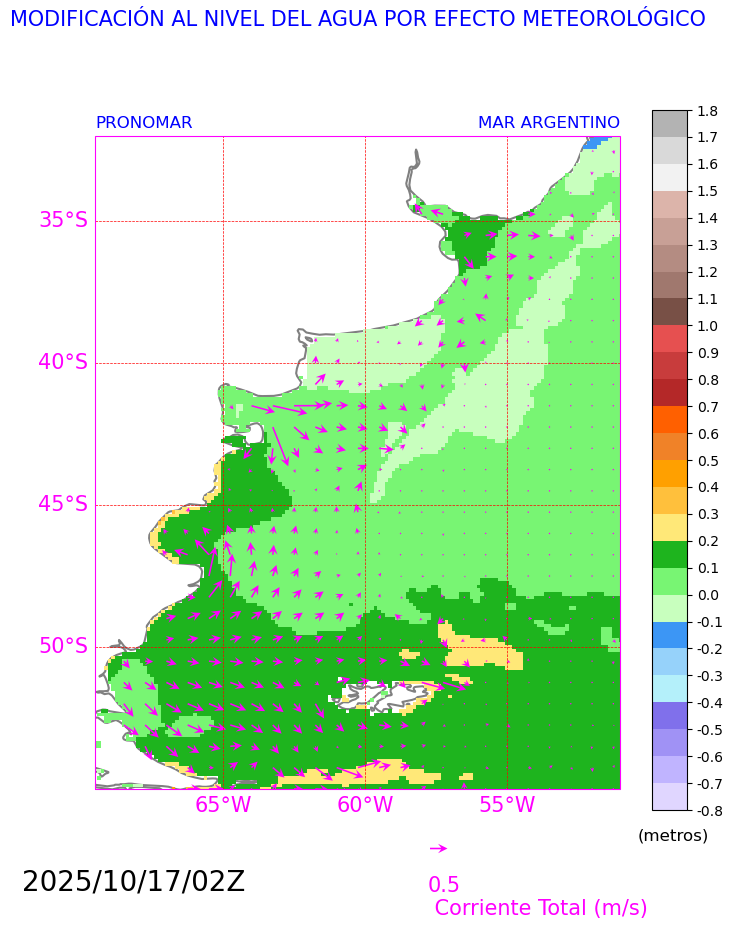 MODIFICACIÓN AL NIVEL DEL AGUA POR EFECTO METEOROLÓGICO
PRONOMAR
MAR ARGENTINO
35°S
40°S
45°S
50°S
65°W
60°W
55°W
1.8
1.7
1.6
1.5
1.4
1.3
1.2
1.1
1.0
0.9
0.8
0.7
0.6
0.5
0.4
0.3
0.2
0.1
0.0
-0.1
-0.2
-0.3
-0.4
-0.5
-0.6
-0.7
-0.8
(metros)
2025/10/17/02Z
0.5
Corriente Total (m/s)